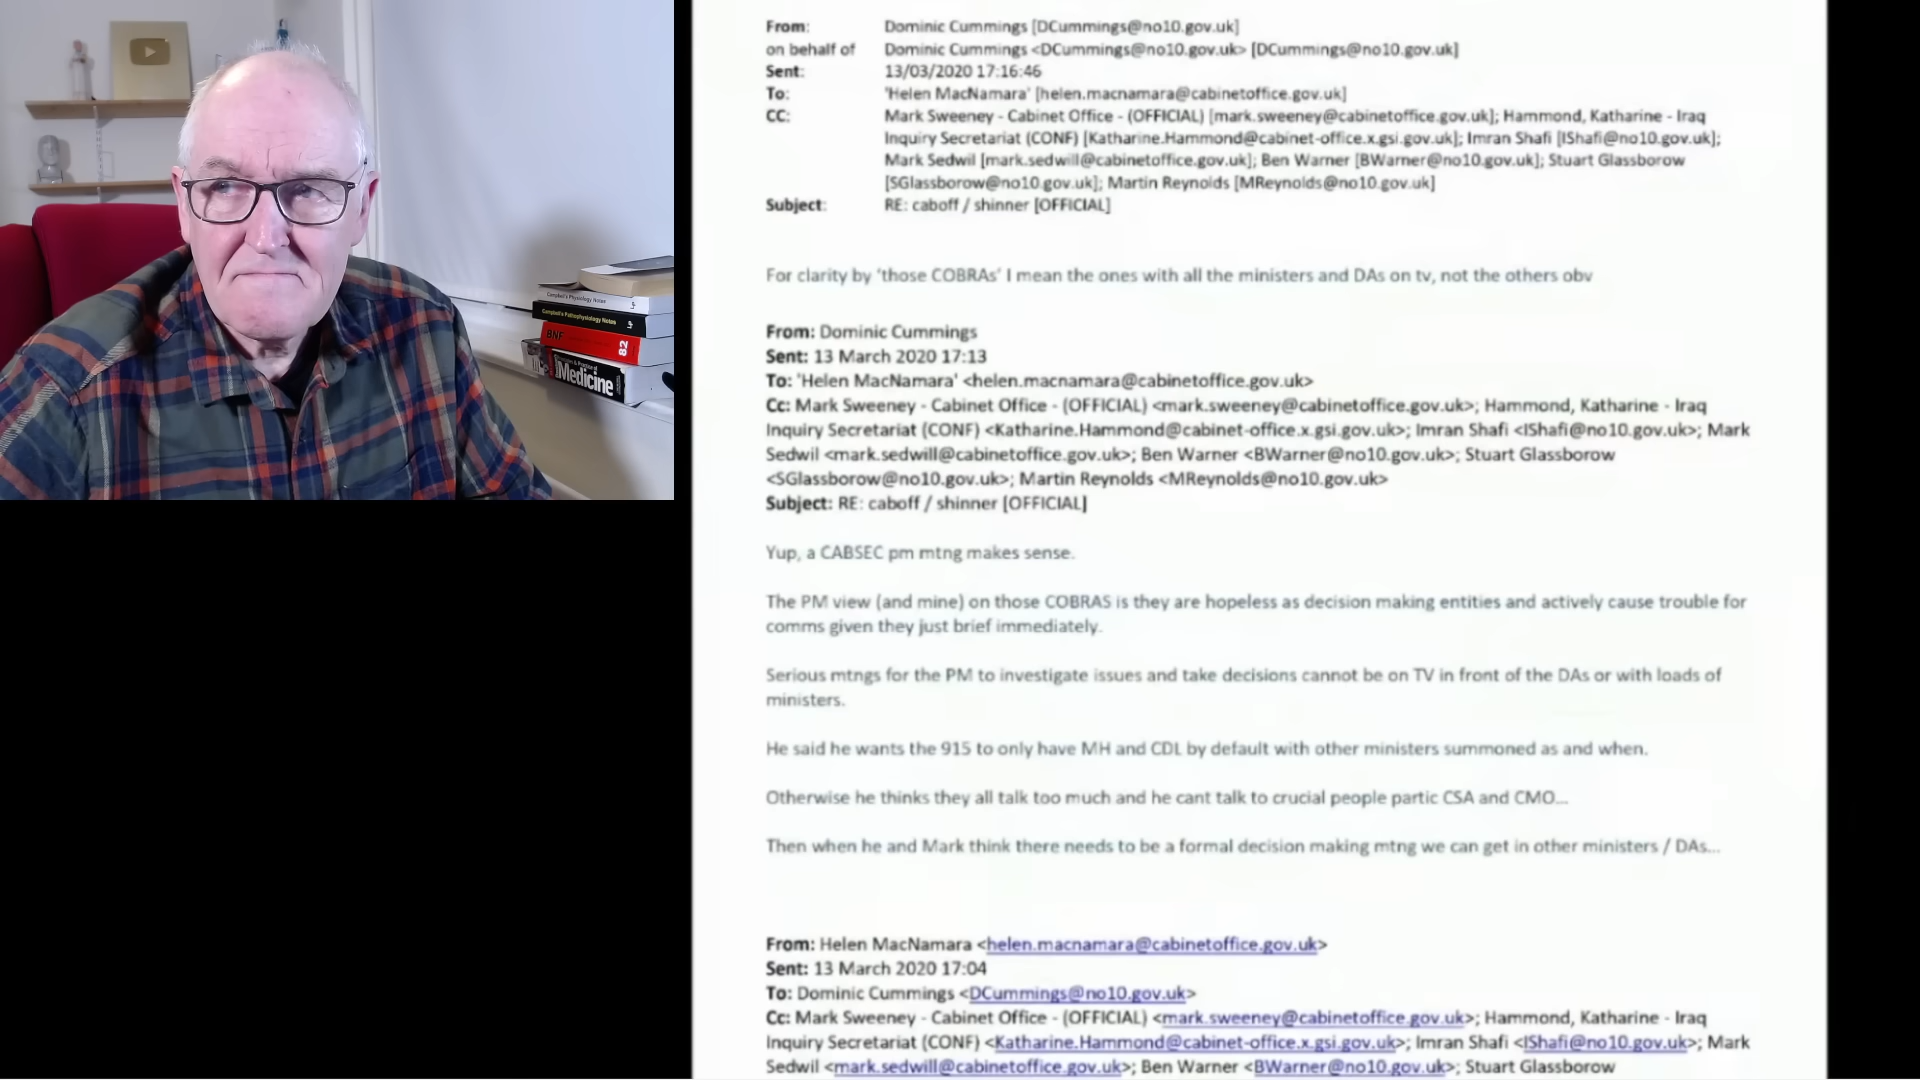 Campbell's Physiology Notes
Campbell's Pathophysiology Notes
BNF
82
Medicine
From: Dominic Cummings [DCummings@no10.gov.uk]
on behalf of Dominic Cummings <DCummings@no10.gov.uk> [DCummings@no10.gov.uk]
Sent: 13/03/2020 17:16:46
To: 'Helen MacNamara' [helen.macnamara@cabinetoffice.gov.uk]
CC: Mark Sweeney - Cabinet Office - (OFFICIAL) [mark.sweeney@cabinetoffice.gov.uk]; Hammond, Katharine - Iraq
Inquiry Secretariat (CONF) [Katharine.Hammond@cabinet-office.x.gsi.gov.uk]; Imran Shafi [IShafi@no10.gov.uk];
Mark Sedwil [mark.sedwill@cabinetoffice.gov.uk]; Ben Warner [BWarner@no10.gov.uk]; Stuart Glassborow
[SGlassborow@no10.gov.uk]; Martin Reynolds [MReynolds@no10.gov.uk]
Subject: RE: caboff / shinner [OFFICIAL]
For clarity by 'those COBRAs' I mean the ones with all the ministers and DAs on tv, not the others obv
From: Dominic Cummings
Sent: 13 March 2020 17:13
To: 'Helen MacNamara' <helen.macnamara@cabinetoffice.gov.uk>
Cc: Mark Sweeney - Cabinet Office - (OFFICIAL) <mark.sweeney@cabinetoffice.gov.uk>; Hammond, Katharine - Iraq
Inquiry Secretariat (CONF) <Katharine.Hammond@cabinet-office.x.gsi.gov.uk>; Imran Shafi <IShafi@no10.gov.uk>; Mark
Sedwil <mark.sedwill@cabinetoffice.gov.uk>; Ben Warner <BWarner@no10.gov.uk>; Stuart Glassborow
<SGlassborow@no10.gov.uk>; Martin Reynolds <MReynolds@no10.gov.uk>
Subject: RE: caboff / shinner [OFFICIAL]
Yup, a CABSEC pm mtng makes sense.
The PM view (and mine) on those COBRAS is they are hopeless as decision making entities and actively cause trouble for
comms given they just brief immediately.
Serious mtngs for the PM to investigate issues and take decisions cannot be on TV in front of the DAs or with loads of
ministers.
He said he wants the 915 to only have MH and CDL by default with other ministers summoned as and when.
Otherwise he thinks they all talk too much and he cant talk to crucial people partic CSA and CMO...
Then when he and Mark think there needs to be a formal decision making mtng we can get in other ministers / DAs...
From: Helen MacNamara <helen.macnamara@cabinetoffice.gov.uk>
Sent: 13 March 2020 17:04
To: Dominic Cummings <DCummings@no10.gov.uk>
Cc: Mark Sweeney - Cabinet Office - (OFFICIAL) <mark.sweeney@cabinetoffice.gov.uk>; Hammond, Katharine - Iraq
Inquiry Secretariat (CONF) <Katharine.Hammond@cabinet-office.x.gsi.gov.uk>; Imran Shafi <IShafi@no10.gov.uk>; Mark
Sedwil <mark.sedwill@cabinetoffice.gov.uk>; Ben Warner <BWarner@no10.gov.uk>; Stuart Glassborow